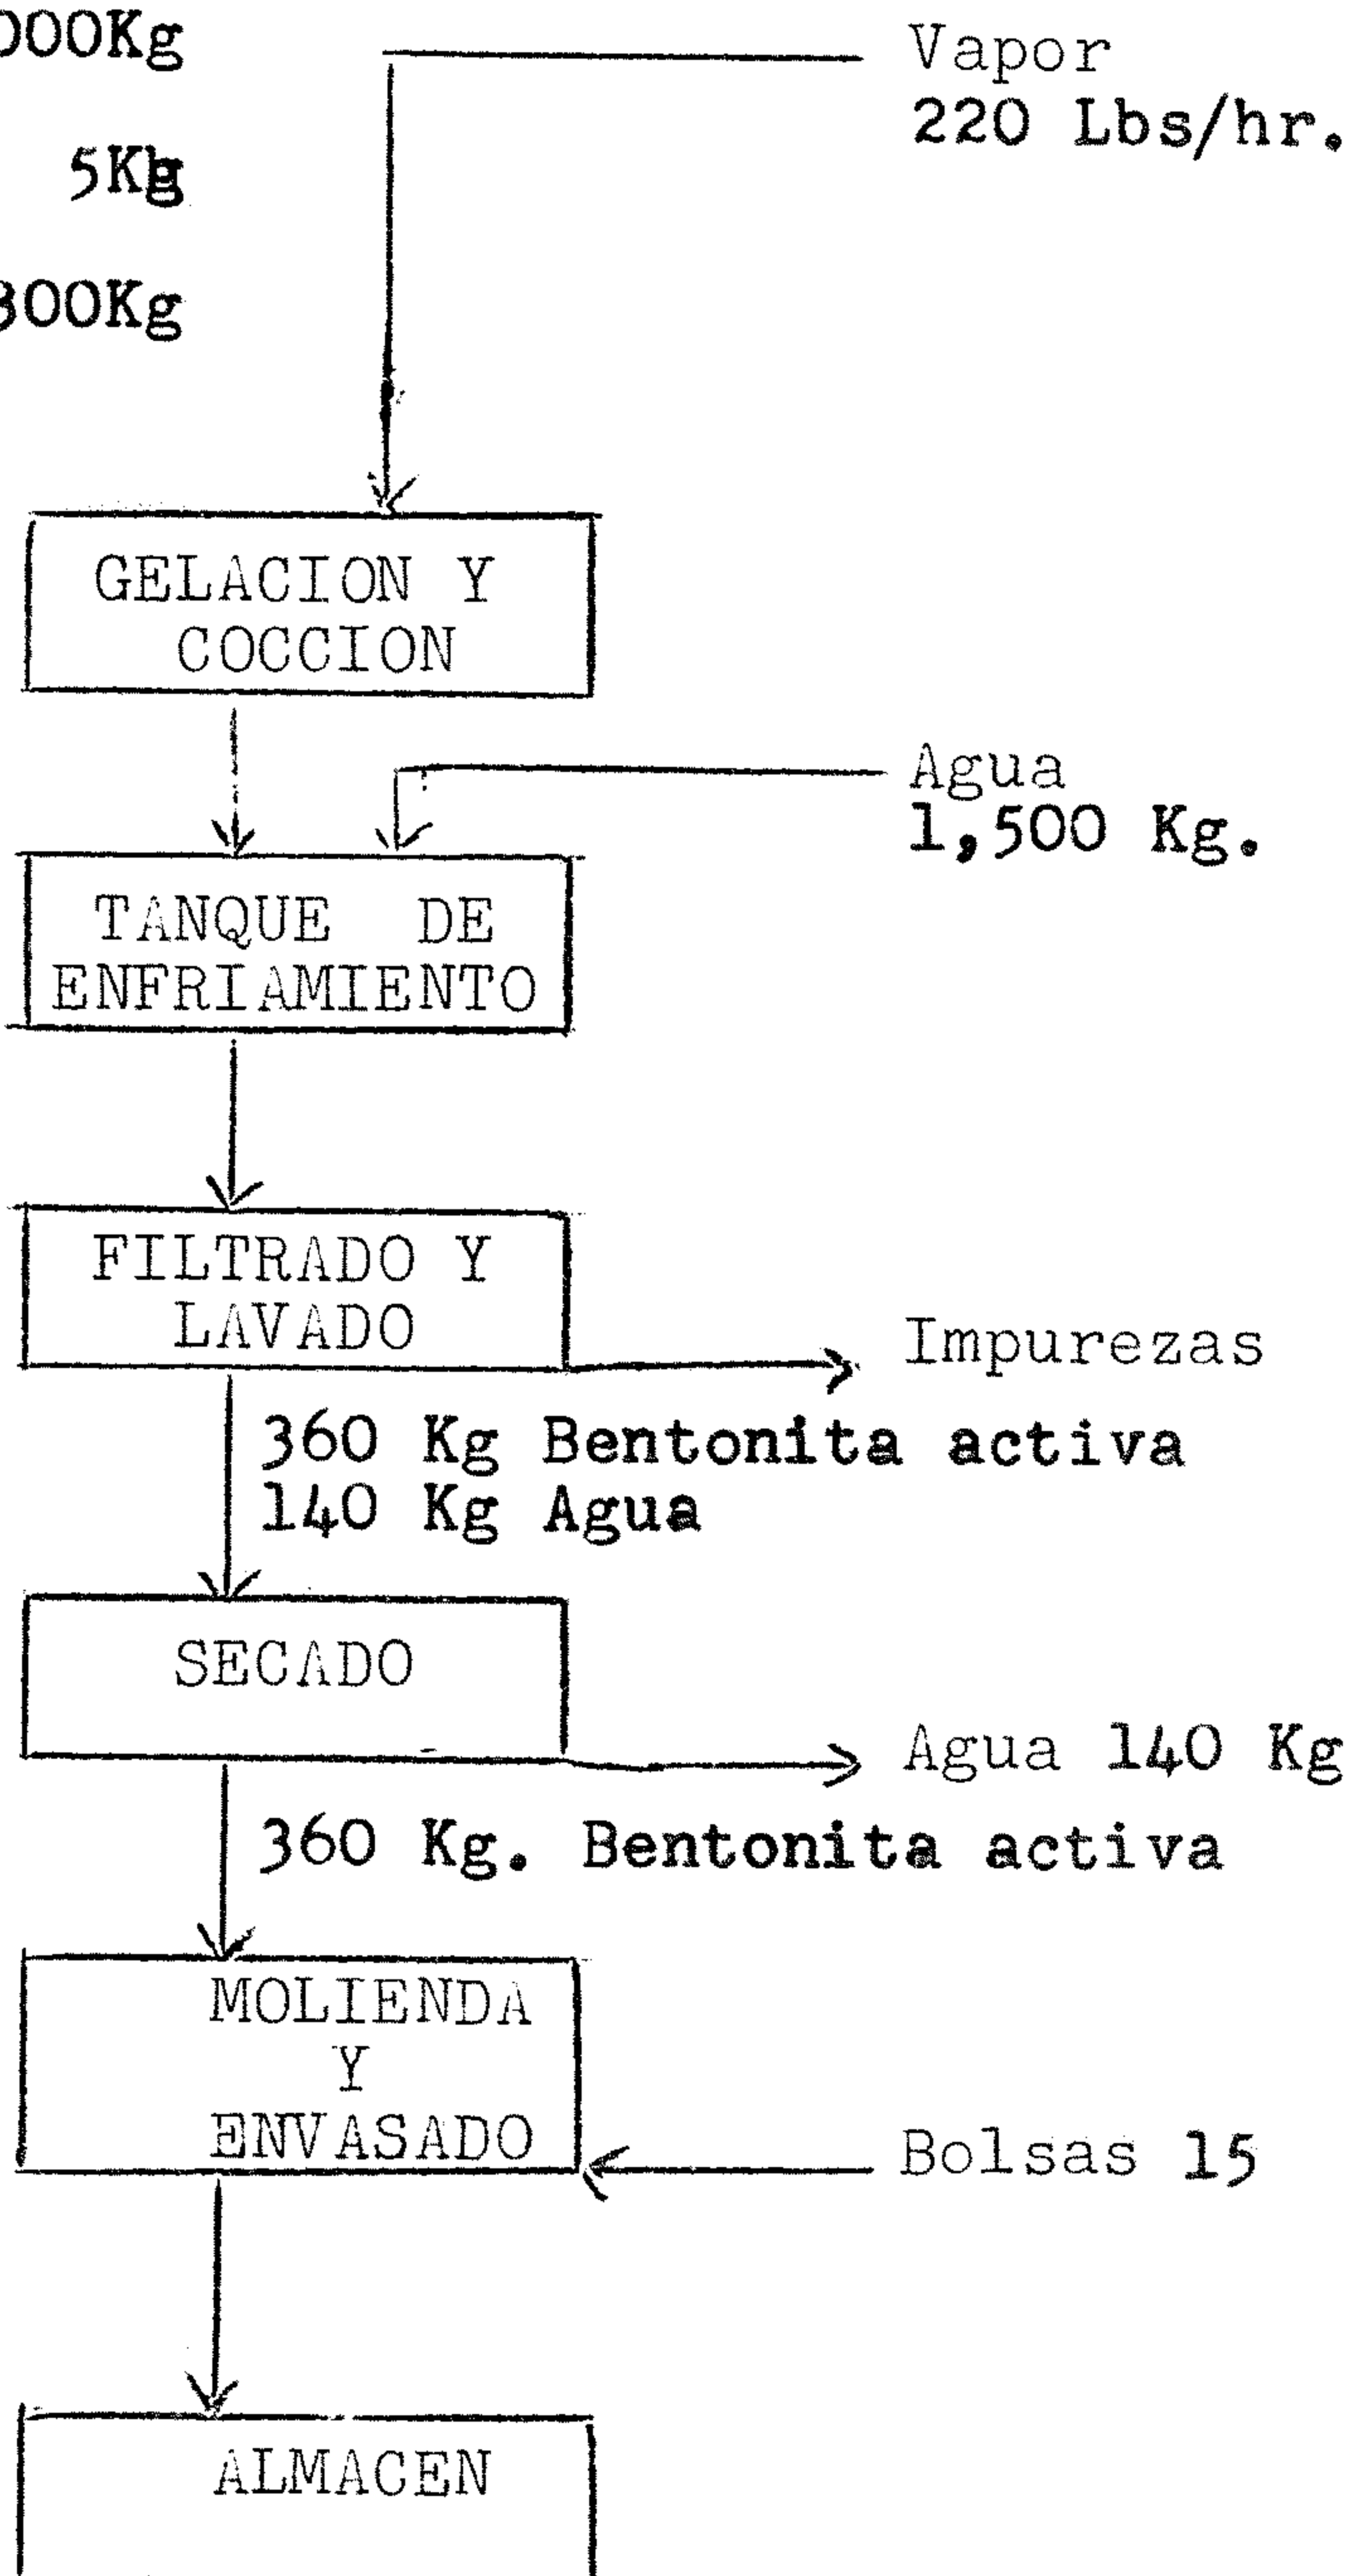 000Kg
Vapor
220 Lbs/hr.
5Kg
300Kg
GELACION Y
COCCION
Agua
1,500 Kg.
TANQUE DE
ENFRIAMIENTO
FILTRADO Y
LAVADO
Impurezas
360 Kg Bentonita activa
140 Kg Agua
SECADO
Agua 140 Kg
360 Kg. Bentonita activa
MOLIENDA
Y
ENVASADO
Bolsas 15
ALMACEN